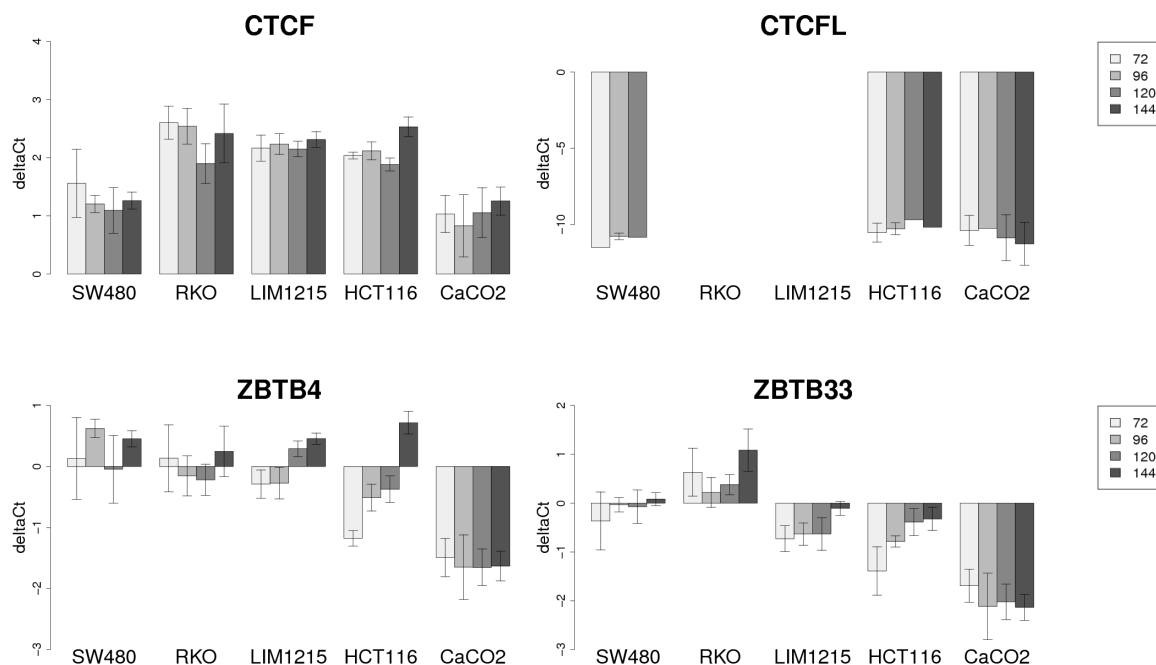 CTCF
CTCFL
deltaCt
4
3
2
1
0
SW480 RKO LIM1215 HCT116 CaCO2
deltaCt
0
−5
−10
SW480 RKO LIM1215 HCT116 CaCO2
72
96
120
144
ZBTB4
ZBTB33
deltaCt
1
0
−1
−2
−3
SW480 RKO LIM1215 HCT116 CaCO2
deltaCt
2
1
0
−1
−2
−3
SW480 RKO LIM1215 HCT116 CaCO2
72
96
120
144